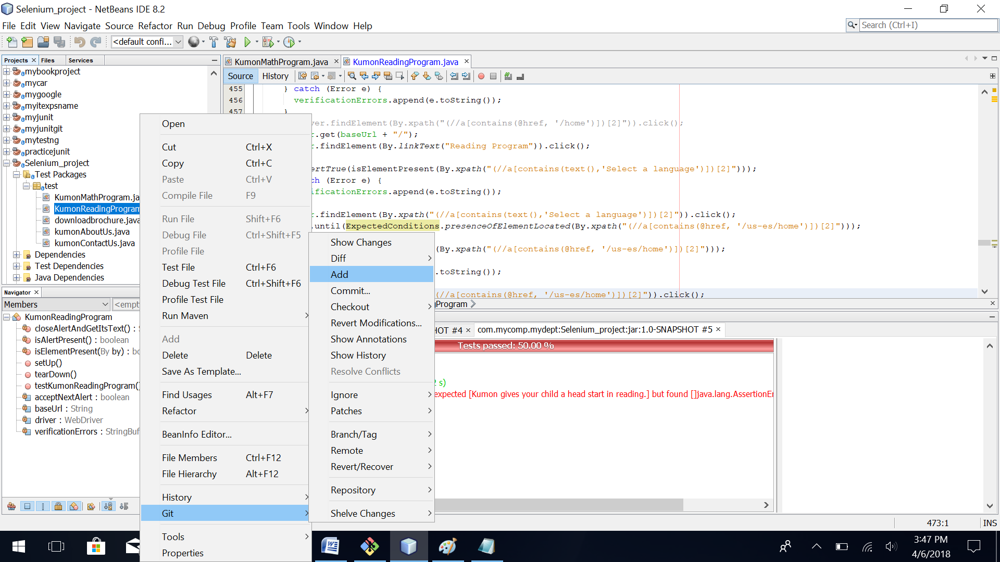 Selenium_project - NetBeans IDE 8.2
File Edit View Navigate Source Refactor Run Debug Profile Team Tools Window Help
Search (Ctrl+I)
<default confi...
Projects Files Services
mybookproject
mycar
mygoogle
myitexpsname
myjunit
myjunitgit
mytestng
practicejunit
Selenium_project
Test Packages
test
KumonMathProgram.ja
KumonReadingProgram
downloadbrochure.java
kumonAboutUs.java
kumonContactUs.java
Dependencies
Test Dependencies
Java Dependencies
Navigator
Members
<empt
KumonReadingProgram
closeAlertAndGetItsText() :
isAlertPresent() : boolean
isElementPresent(By by) : bo
setUp()
tearDown()
testKumonReadingProgram()
acceptNextAlert : boolean
baseUrl : String
driver : WebDriver
verificationErrors : StringBuf
Open
Cut Ctrl+X
Copy Ctrl+C
Paste Ctrl+V
Compile File F9
Run File Shift+F6
Debug File Ctrl+Shift+F5
Profile File
Test File Ctrl+F6
Debug Test File Ctrl+Shift+F6
Profile Test File
Run Maven
Add
Delete Delete
Save As Template...
Find Usages Alt+F7
Refactor
BeanInfo Editor...
File Members Ctrl+F12
File Hierarchy Alt+F12
History
Git
Tools
Properties
Show Changes
Diff
Add
Commit...
Checkout
Revert Modifications...
Show Annotations
Show History
Resolve Conflicts
Ignore
Patches
Branch/Tag
Remote
Revert/Recover
Repository
Shelve Changes
KumonMathProgram.java KumonReadingProgram.java
Source History
455 } catch (Error e) {
456 verificationErrors.append(e.toString());
457 }
ver.findElement(By.xpath("(//a[contains(@href, '/home')])[2]")).click();
r.get(baseUrl + "/");
r.findElement(By.linkText("Reading Program")).click();
ertTrue(isElementPresent(By.xpath("(//a[contains(text(),'Select a language')])[2]")));
ch (Error e) {
ificationErrors.append(e.toString());
r.findElement(By.xpath("(//a[contains(text(),'Select a language')])[2]")).click();
.until(ExpectedConditions.presenceOfElementLocated(By.xpath("(//a[contains(@href, '/us-es/home')])[2]")));
(By.xpath("(//a[contains(@href, '/us-es/home')])[2]")));
.toString());
(//a[contains(@href, '/us-es/home')])[2]")).click();
Program
HOT #4 com.mycomp.mydept:Selenium_project:jar:1.0-SNAPSHOT #5
Tests passed: 50.00 %
s)
expected [Kumon gives your child a head start in reading.] but found []java.lang.AssertionEr
473:1 INS
3:47 PM
4/6/2018